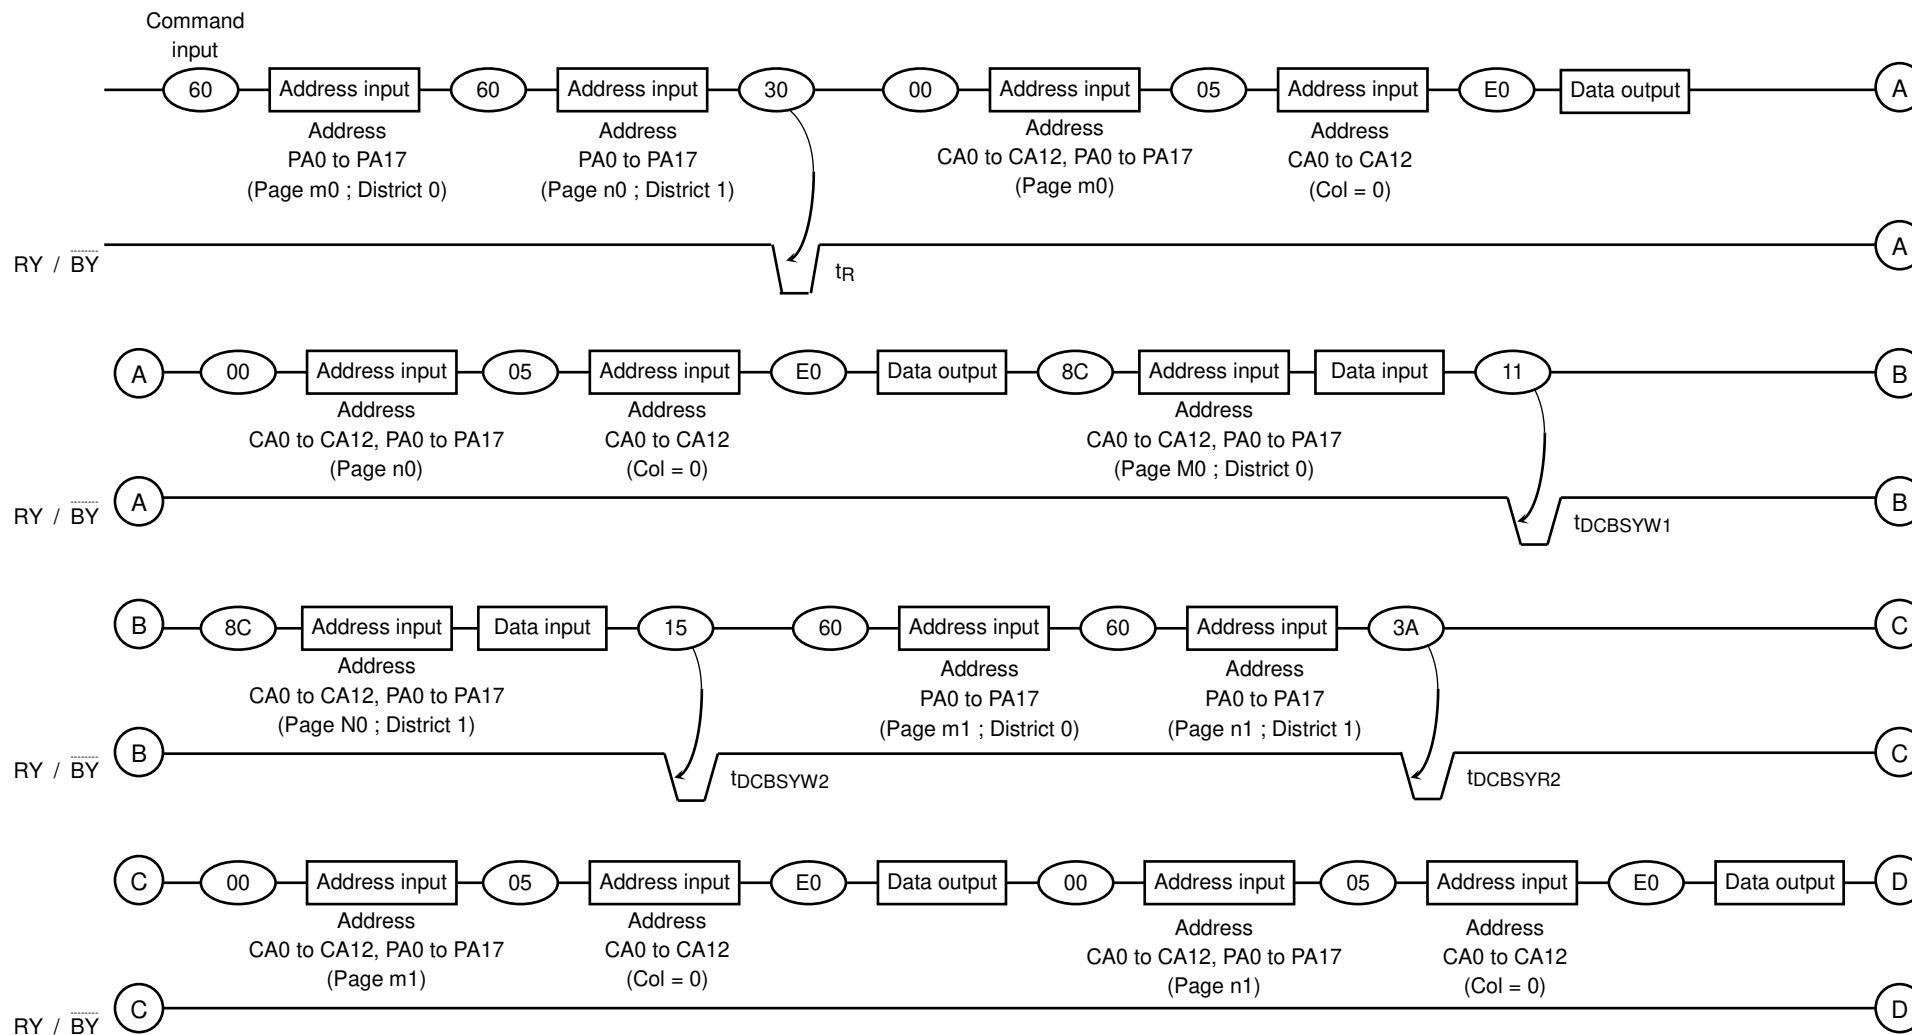 Command
input
60 Address input 60 Address input 30 00 Address input 05 Address input E0 Data output A
Address
PA0 to PA17
(Page m0 ; District 0)
Address
PA0 to PA17
(Page n0 ; District 1)
Address
CA0 to CA12, PA0 to PA17
(Page m0)
Address
CA0 to CA12
(Col = 0)
RY / BY
tR
A
A 00 Address input 05 Address input E0 Data output 8C Address input Data input 11 B
Address
CA0 to CA12, PA0 to PA17
(Page n0)
Address
CA0 to CA12
(Col = 0)
Address
CA0 to CA12, PA0 to PA17
(Page M0 ; District 0)
RY / BY
A
tDCBSYW1
B
B 8C Address input Data input 15 60 Address input 60 Address input 3A C
Address
CA0 to CA12, PA0 to PA17
(Page N0 ; District 1)
Address
PA0 to PA17
(Page m1 ; District 0)
Address
PA0 to PA17
(Page n1 ; District 1)
RY / BY
B
tDCBSYW2
tDCBSYR2
C
C 00 Address input 05 Address input E0 Data output 00 Address input 05 Address input E0 Data output D
Address
CA0 to CA12, PA0 to PA17
(Page m1)
Address
CA0 to CA12
(Col = 0)
Address
CA0 to CA12, PA0 to PA17
(Page n1)
Address
CA0 to CA12
(Col = 0)
RY / BY
C
D